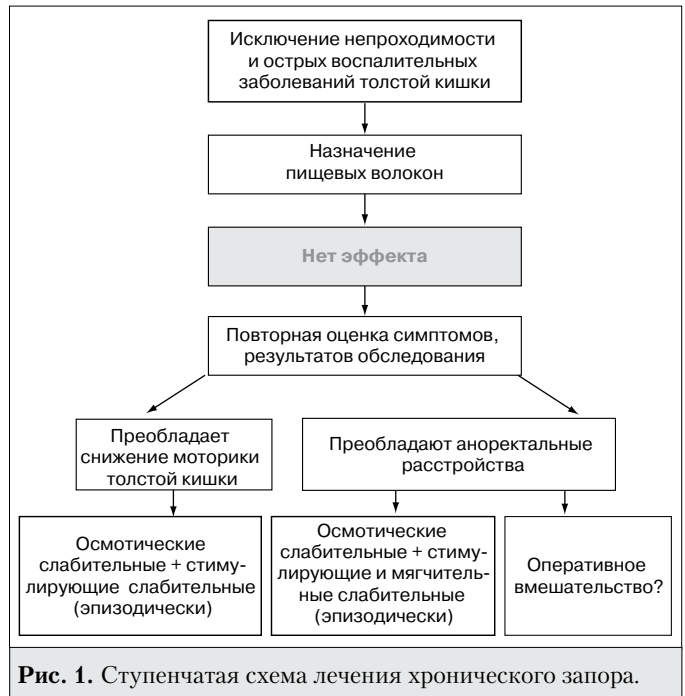 Исключение непроходимости
и острых воспалительных
заболеваний толстой кишки
Назначение
пищевых волокон
Нет эффекта
Повторная оценка симптомов,
результатов обследования
Преобладает
снижение моторики
толстой кишки
Преобладают аноректальные
расстройства
Осмотические
слабительные + стиму-
лирующие слабительные
(эпизодически)
Осмотические
слабительные + стиму-
лирующие и мягчитель-
ные слабительные
(эпизодически)
Оперативное
вмешательство?
Рис. 1. Ступенчатая схема лечения хронического запора.